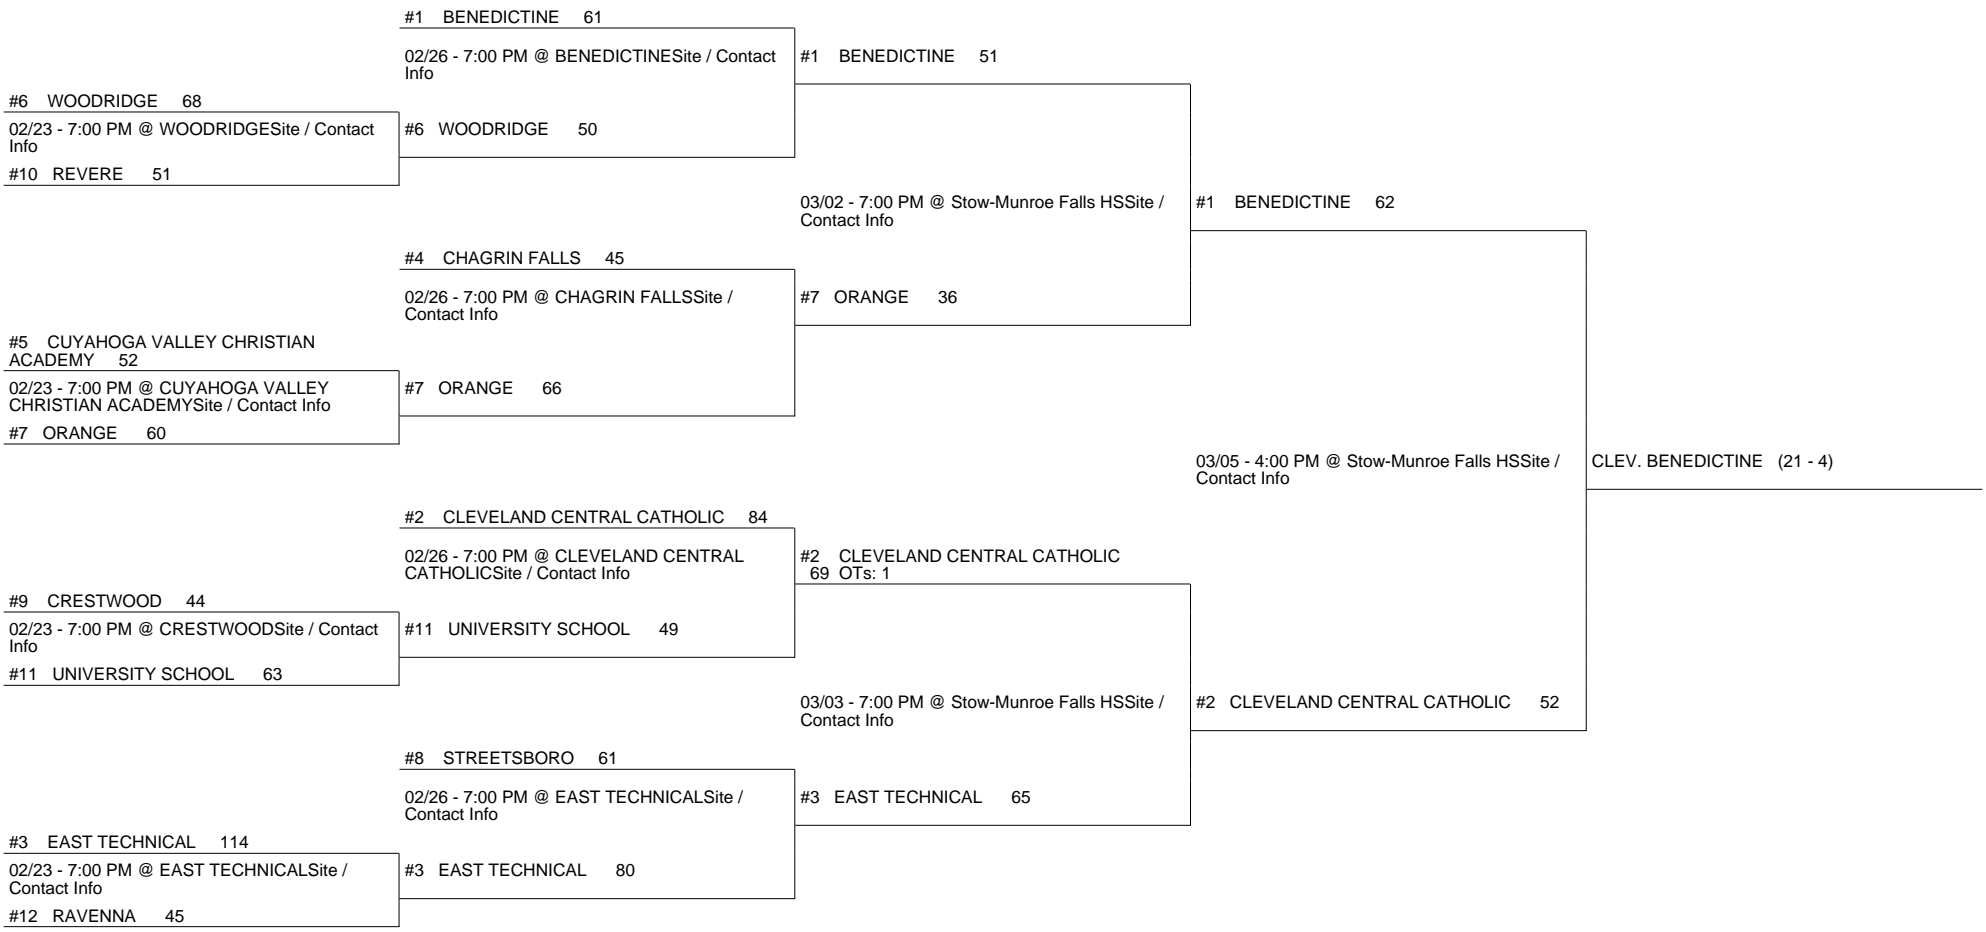 #1 BENEDICTINE 61
02/26 - 7:00 PM @ BENEDICTINESite / Contact
Info
#6 WOODRIDGE 68
02/23 - 7:00 PM @ WOODRIDGESite / Contact
Info
#10 REVERE 51
#6 WOODRIDGE 50
#1 BENEDICTINE 51
03/02 - 7:00 PM @ Stow-Munroe Falls HSSite /
Contact Info
#1 BENEDICTINE 62
#4 CHAGRIN FALLS 45
02/26 - 7:00 PM @ CHAGRIN FALLSSite /
Contact Info
#7 ORANGE 36
#5 CUYAHOGA VALLEY CHRISTIAN
ACADEMY 52
02/23 - 7:00 PM @ CUYAHOGA VALLEY
CHRISTIAN ACADEMYSite / Contact Info
#7 ORANGE 60
#7 ORANGE 66
03/05 - 4:00 PM @ Stow-Munroe Falls HSSite /
Contact Info
CLEV. BENEDICTINE (21 - 4)
#2 CLEVELAND CENTRAL CATHOLIC 84
02/26 - 7:00 PM @ CLEVELAND CENTRAL
CATHOLICSite / Contact Info
#2 CLEVELAND CENTRAL CATHOLIC
69 OTs: 1
#9 CRESTWOOD 44
02/23 - 7:00 PM @ CRESTWOODSite / Contact
Info
#11 UNIVERSITY SCHOOL 63
#11 UNIVERSITY SCHOOL 49
03/03 - 7:00 PM @ Stow-Munroe Falls HSSite /
Contact Info
#2 CLEVELAND CENTRAL CATHOLIC 52
#8 STREETSBORO 61
02/26 - 7:00 PM @ EAST TECHNICALSite /
Contact Info
#3 EAST TECHNICAL 65
#3 EAST TECHNICAL 114
02/23 - 7:00 PM @ EAST TECHNICALSite /
Contact Info
#12 RAVENNA 45
#3 EAST TECHNICAL 80